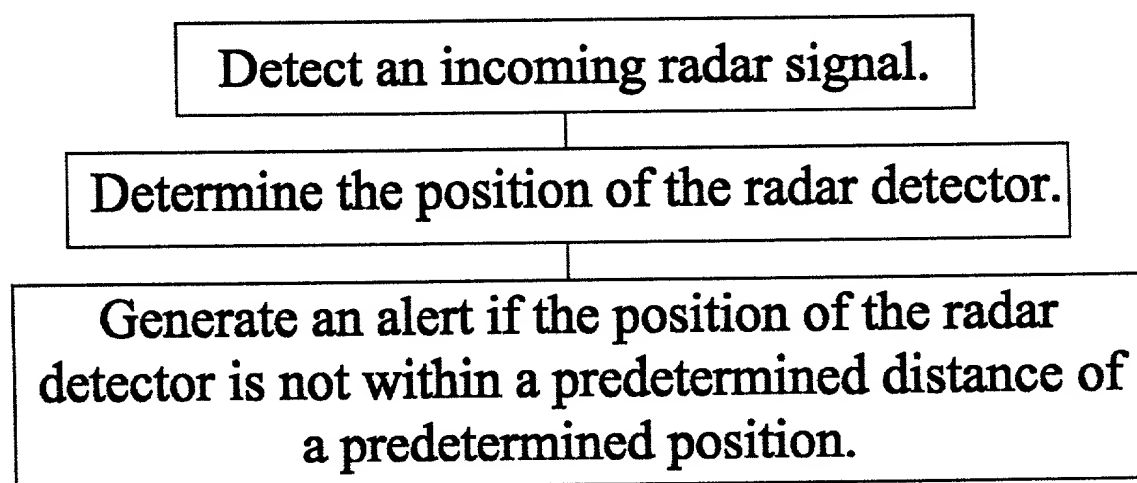 Detect an incoming radar signal.
Determine the position of the radar detector.
Generate an alert if the position of the radar
detector is not within a predetermined distance of
a predetermined position.